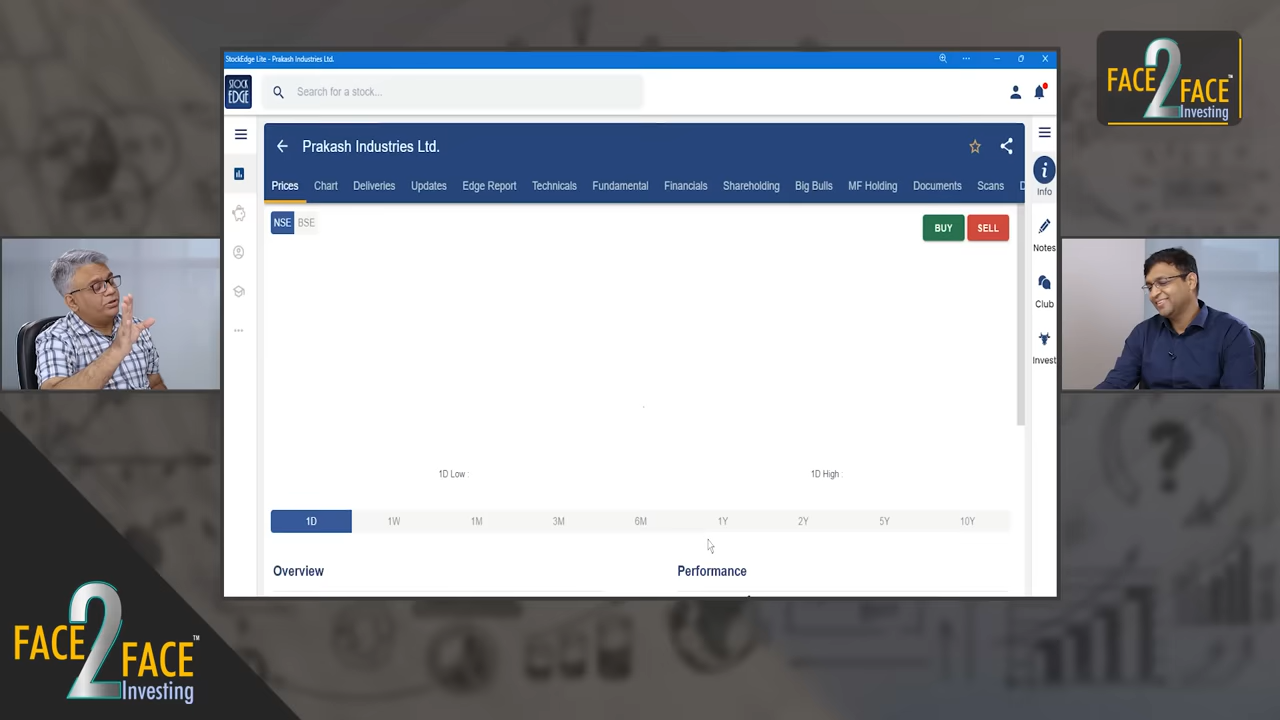 StockEdge Lite - Prakash Industries Ltd.
STOCK
EDGE
Search for a stock...
Prakash Industries Ltd.
Prices Chart Deliveries Updates Edge Report Technicals Fundamental Financials Shareholding Big Bulls MF Holding Documents Scans D
NSE BSE
BUY SELL
1D Low :
1D High :
1D 1W 1M 3M 6M 1Y 2Y 5Y 10Y
Overview
Performance
Info
Notes
Club
Invest
FACE 2 FACE™
Investing
FACE 2 FACE™
Investing